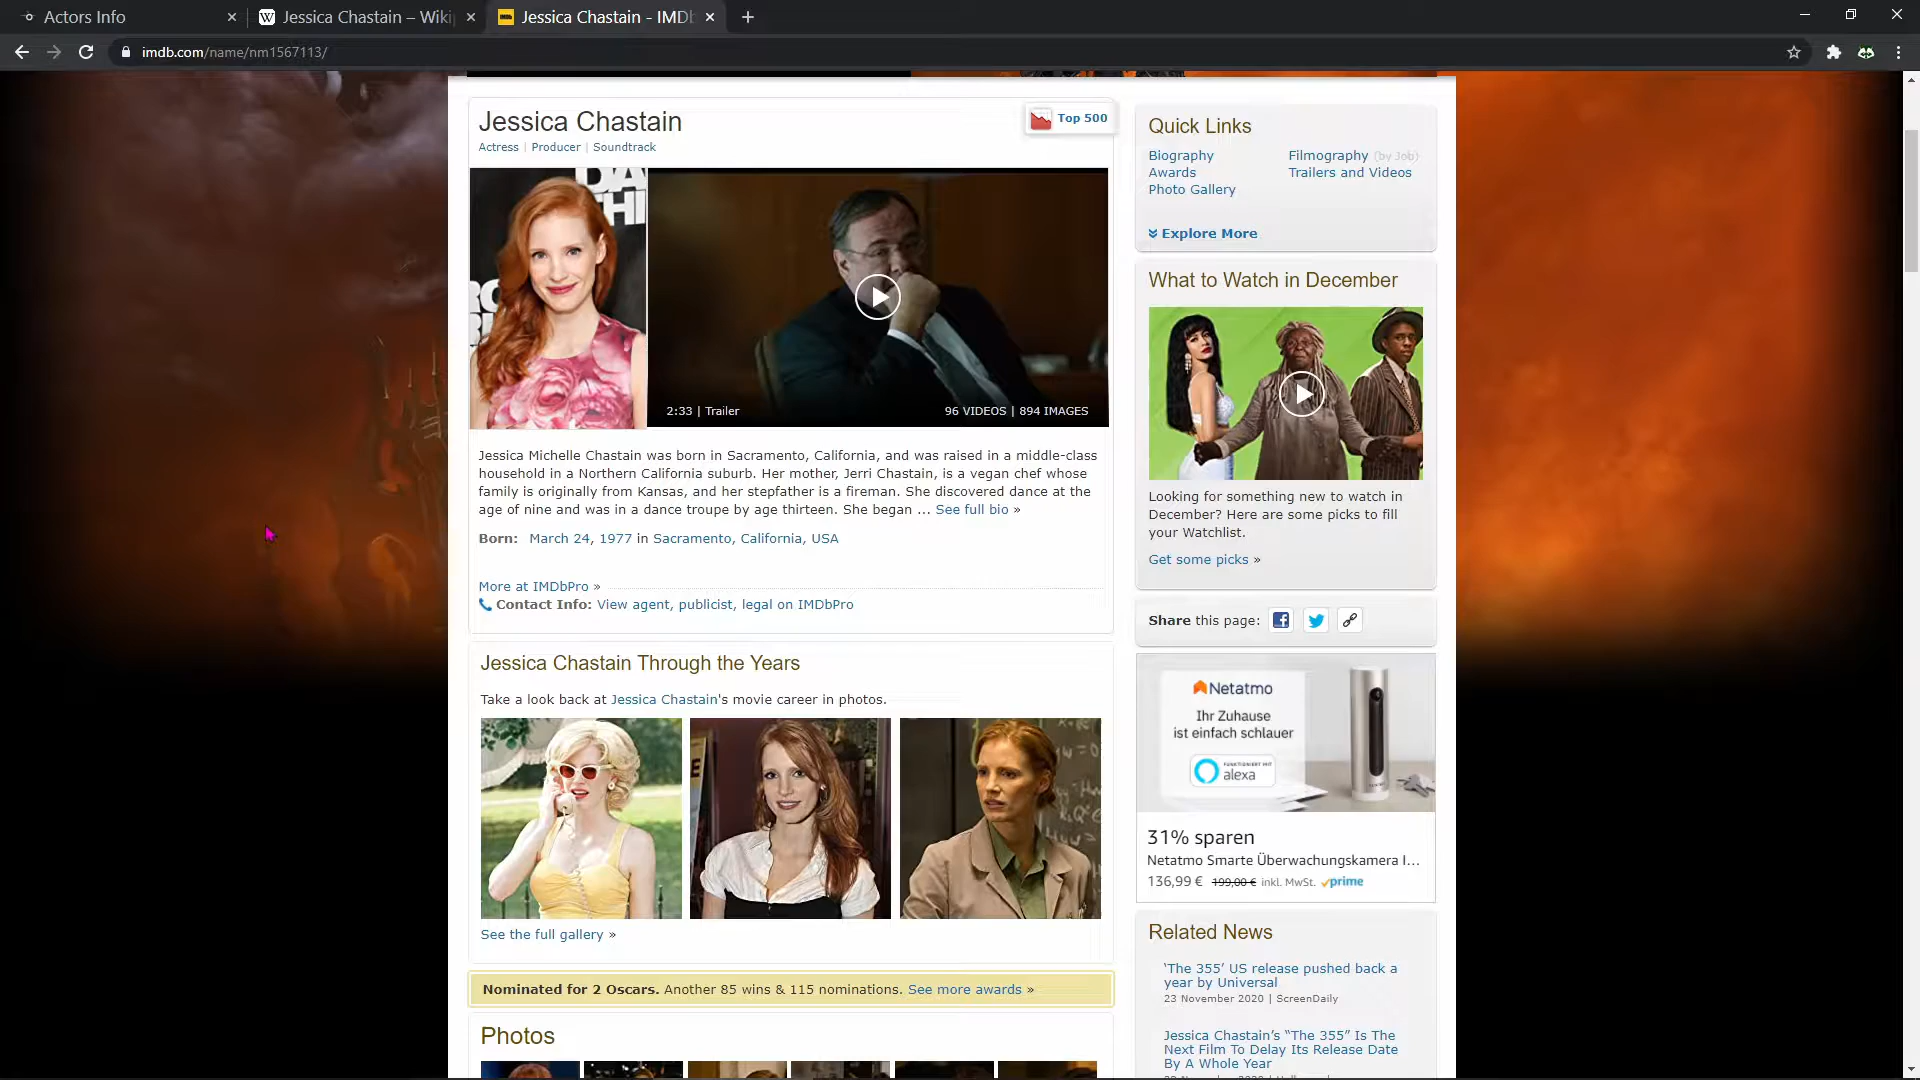 Actors Info
Jessica Chastain – Wiki
Jessica Chastain - IMDb
imdb.com/name/nm1567113/
Jessica Chastain
Top 500
Actress | Producer | Soundtrack
2:33 | Trailer
96 VIDEOS | 894 IMAGES
Jessica Michelle Chastain was born in Sacramento, California, and was raised in a middle-class
household in a Northern California suburb. Her mother, Jerri Chastain, is a vegan chef whose
family is originally from Kansas, and her stepfather is a fireman. She discovered dance at the
age of nine and was in a dance troupe by age thirteen. She began ... See full bio »
Born: March 24, 1977 in Sacramento, California, USA
More at IMDbPro »
Contact Info: View agent, publicist, legal on IMDbPro
Jessica Chastain Through the Years
Take a look back at Jessica Chastain's movie career in photos.
See the full gallery »
Nominated for 2 Oscars. Another 85 wins & 115 nominations. See more awards »
Photos
Quick Links
Biography
Awards
Photo Gallery
Filmography (by Job)
Trailers and Videos
Explore More
What to Watch in December
Looking for something new to watch in
December? Here are some picks to fill
your Watchlist.
Get some picks »
Share this page:
Netatmo
Ihr Zuhause
ist einfach schlauer
FUNKTIONIERT MIT
alexa
31% sparen
Netatmo Smarte Überwachungskamera I...
136,99 € 199,00 € inkl. MwSt. prime
Related News
‘The 355’ US release pushed back a
year by Universal
23 November 2020 | ScreenDaily
Jessica Chastain’s “The 355” Is The
Next Film To Delay Its Release Date
By A Whole Year